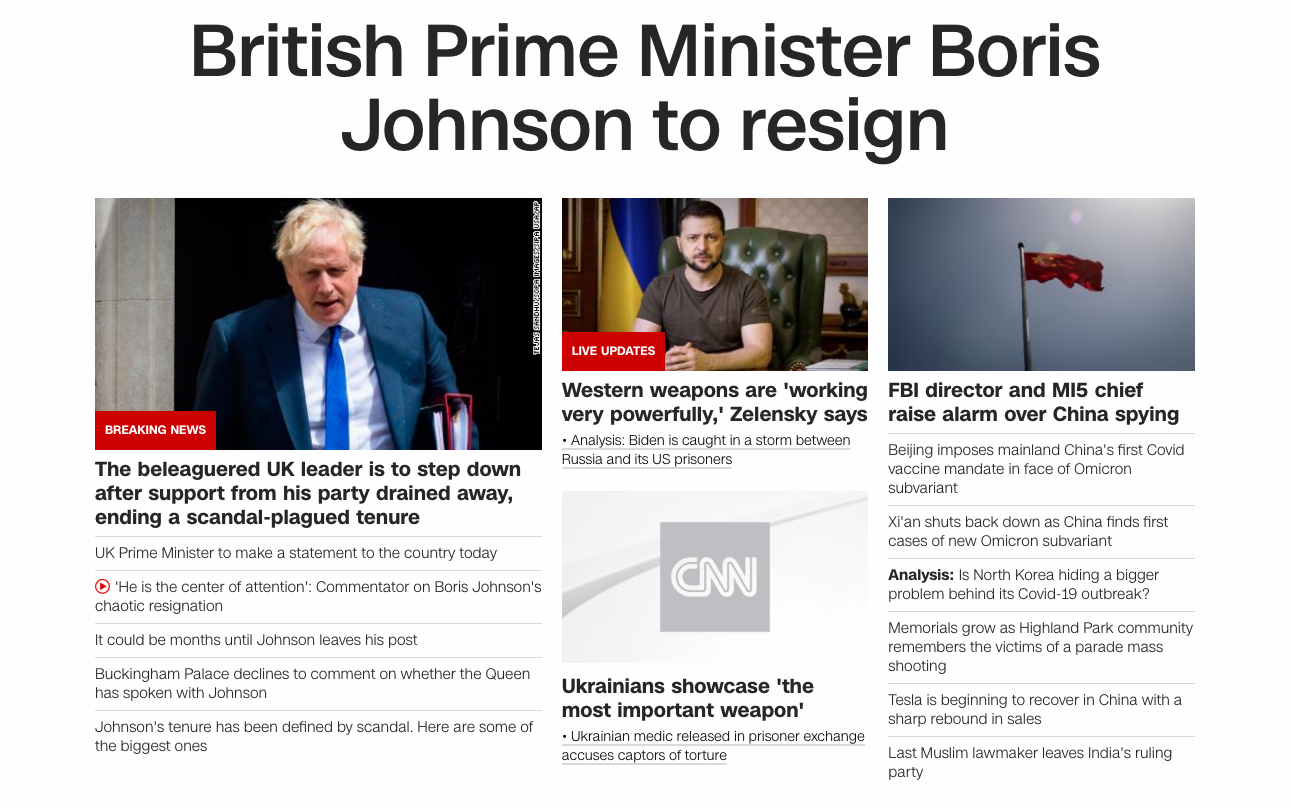 British Prime Minister Boris
Johnson to resign
TEJAS SANDHU/SOPA IMAGES/SIPA USA/AP
BREAKING NEWS
The beleaguered UK leader is to step down
after support from his party drained away,
ending a scandal-plagued tenure
UK Prime Minister to make a statement to the country today
'He is the center of attention': Commentator on Boris Johnson's
chaotic resignation
It could be months until Johnson leaves his post
Buckingham Palace declines to comment on whether the Queen
has spoken with Johnson
Johnson's tenure has been defined by scandal. Here are some of
the biggest ones
LIVE UPDATES
Western weapons are 'working
very powerfully,' Zelensky says
• Analysis: Biden is caught in a storm between
Russia and its US prisoners
CNN
Ukrainians showcase 'the
most important weapon'
• Ukrainian medic released in prisoner exchange
accuses captors of torture
FBI director and MI5 chief
raise alarm over China spying
Beijing imposes mainland China's first Covid
vaccine mandate in face of Omicron
subvariant
Xi'an shuts back down as China finds first
cases of new Omicron subvariant
Analysis: Is North Korea hiding a bigger
problem behind its Covid-19 outbreak?
Memorials grow as Highland Park community
remembers the victims of a parade mass
shooting
Tesla is beginning to recover in China with a
sharp rebound in sales
Last Muslim lawmaker leaves India's ruling
party